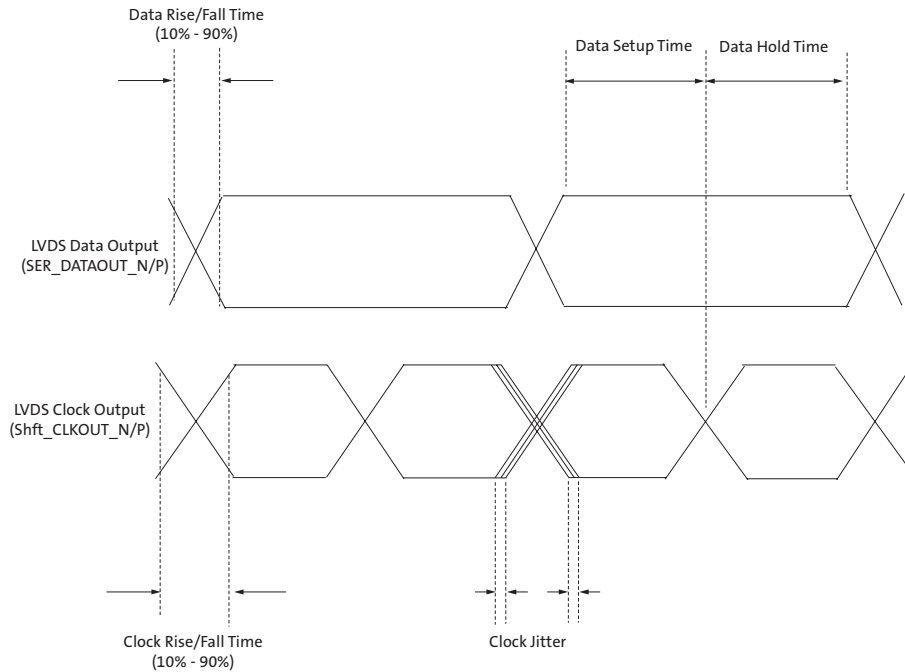 Data Rise/Fall Time
(10% - 90%)
Data Setup Time
Data Hold Time
LVDS Data Output
(SER_DATAOUT_N/P)
LVDS Clock Output
(Shft_CLKOUT_N/P)
Clock Rise/Fall Time
(10% - 90%)
Clock Jitter